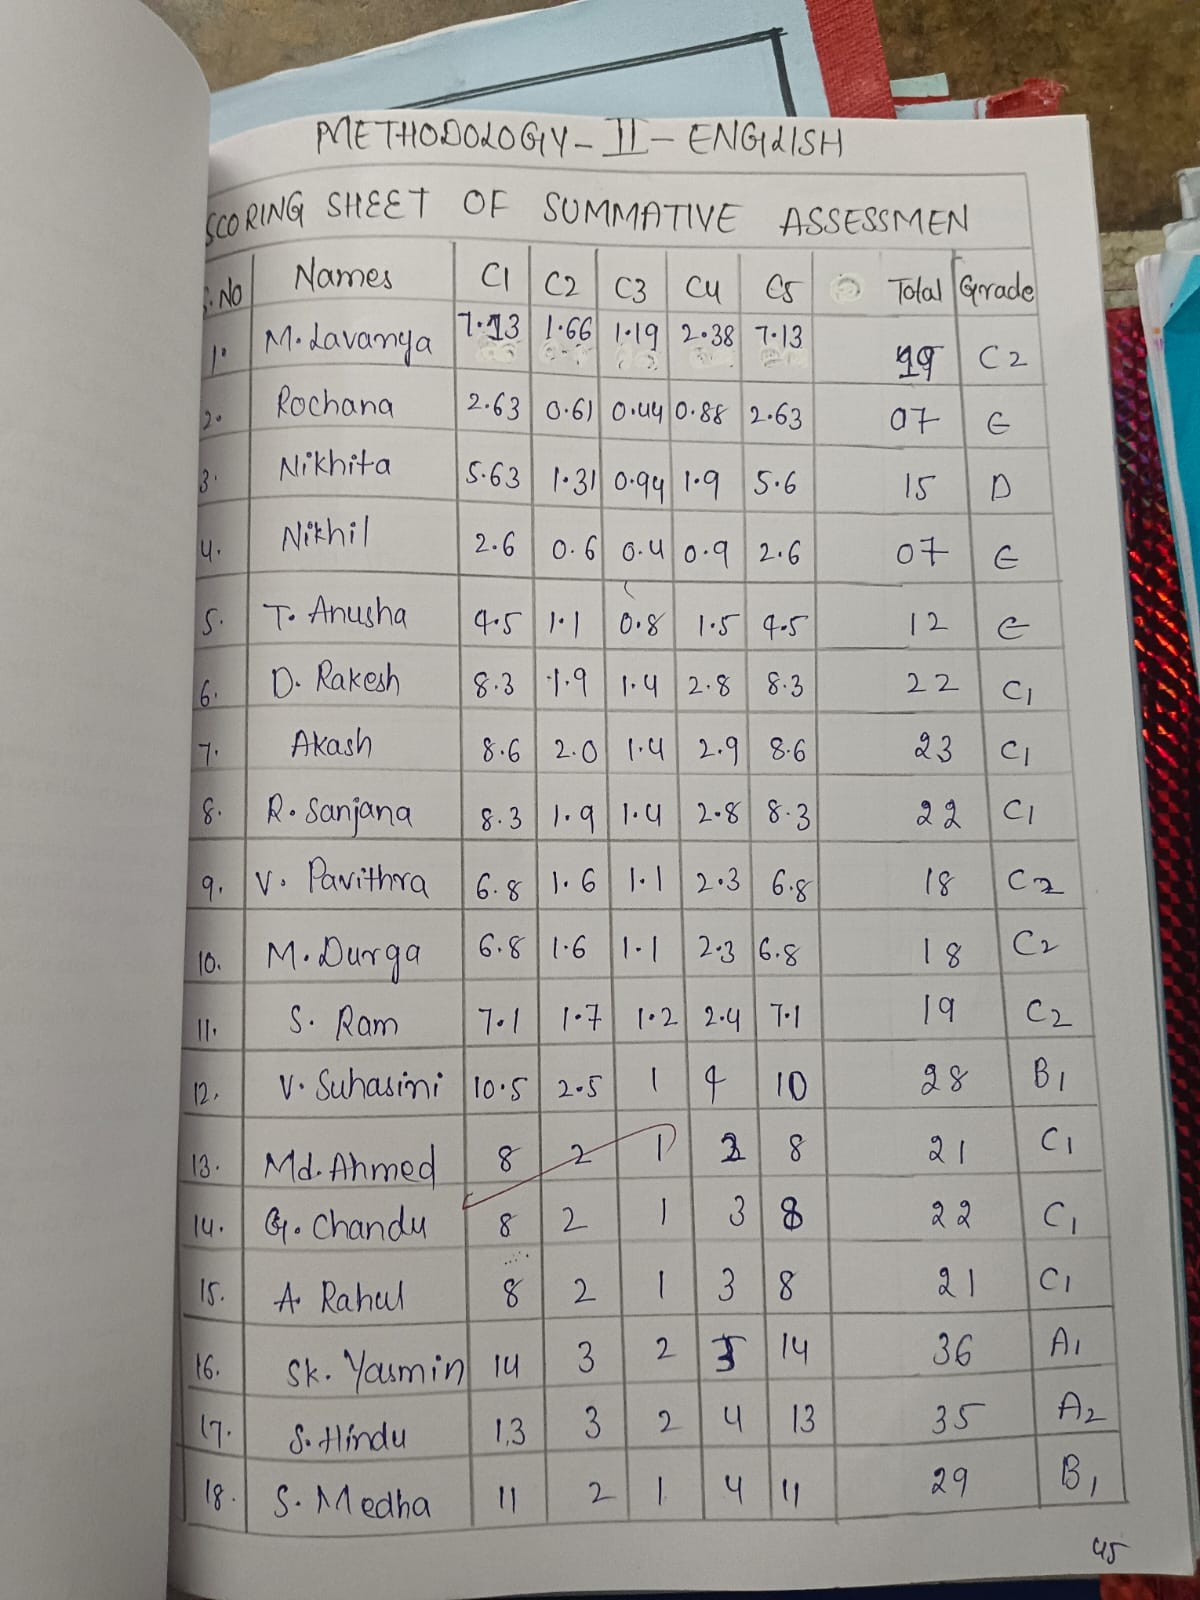 METHODOLOGY - II - ENGLISH
SCORING SHEET OF SUMMATIVE ASSESSMEN
S.No Names C1 C2 C3 C4 C5 Total Grade
1. M. Lavanya 7.13 1.66 1.19 2.38 7.13 19 C2
2. Rochana 2.63 0.61 0.44 0.88 2.63 07 E
3. Nikhita 5.63 1.31 0.94 1.9 5.6 15 D
4. Nikhil 2.6 0.6 0.4 0.9 2.6 07 E
5. T. Anusha 4.5 1.1 0.8 1.5 4.5 12 E
6. D. Rakesh 8.3 1.9 1.4 2.8 8.3 22 C1
7. Akash 8.6 2.0 1.4 2.9 8.6 23 C1
8. R. Sanjana 8.3 1.9 1.4 2.8 8.3 22 C1
9. V. Pavithra 6.8 1.6 1.1 2.3 6.8 18 C2
10. M. Durga 6.8 1.6 1.1 2.3 6.8 18 C2
11. S. Ram 7.1 1.7 1.2 2.4 7.1 19 C2
12. V. Suhasini 10.5 2.5 1 4 10 28 B1
13. Md. Ahmed 8 2 1 8 21 C1
14. G. Chandu 8 2 1 3 8 22 C1
15. A. Rahul 8 2 1 3 8 21 C1
16. Sk. Yasmin 14 3 2 14 36 A1
17. S. Hindu 13 3 2 4 13 35 A2
18. S. Medha 11 2 1 4 11 29 B1
45